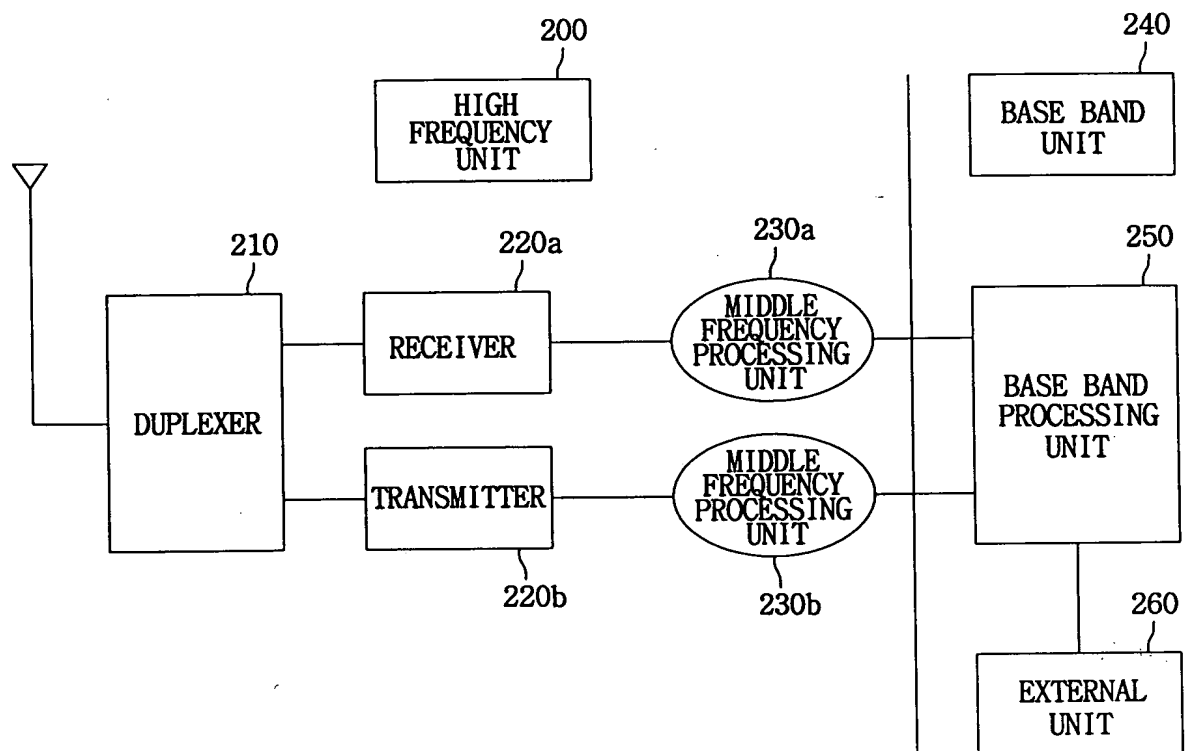 200
HIGH
FREQUENCY
UNIT
240
BASE BAND
UNIT
210
DUPLEXER
220a
RECEIVER
230a
MIDDLE
FREQUENCY
PROCESSING
UNIT
250
BASE BAND
PROCESSING
UNIT
TRANSMITTER
220b
MIDDLE
FREQUENCY
PROCESSING
UNIT
230b
260
EXTERNAL
UNIT